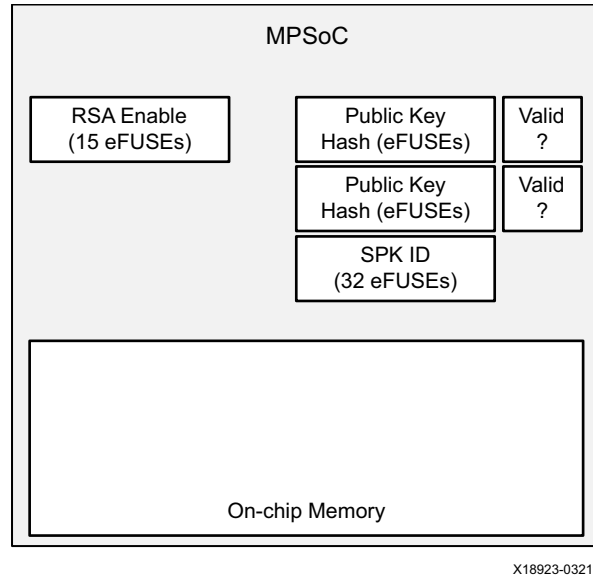 MPSoC
RSA Enable
(15 eFUSEs)
Public Key
Hash (eFUSEs)
Valid
?
Public Key
Hash (eFUSEs)
Valid
?
SPK ID
(32 eFUSEs)
On-chip Memory
X18923-0321